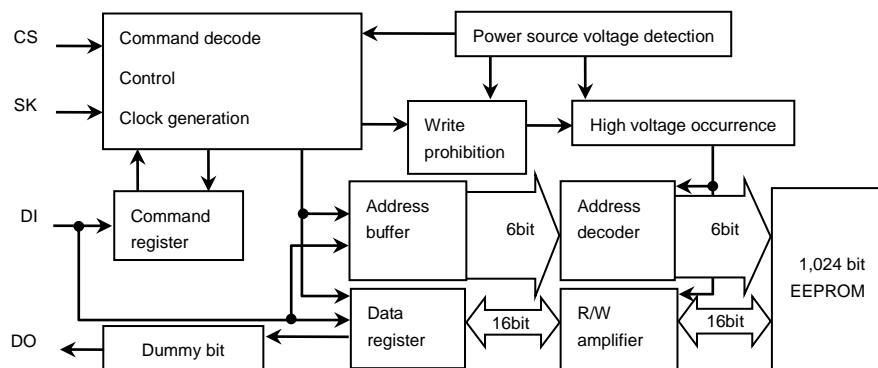 CS
SK
DI
DO
Command decode
Control
Clock generation
Power source voltage detection
Write
prohibition
High voltage occurrence
Command
register
Address
buffer
6bit
Address
decoder
6bit
1,024 bit
EEPROM
Data
register
16bit
R/W
amplifier
16bit
Dummy bit